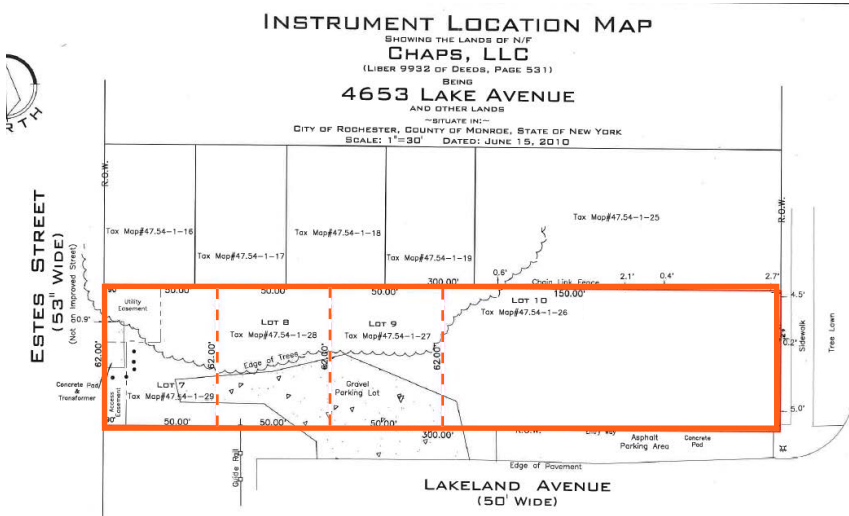 INSTRUMENT LOCATION MAP
SHOWING THE LANDS OF N/F
CHAPS, LLC
(LIBER 9932 OF DEEDS, PAGE 531)
BEING
4653 LAKE AVENUE
AND OTHER LANDS
~SITUATE IN:~
CITY OF ROCHESTER, COUNTY OF MONROE, STATE OF NEW YORK
SCALE: 1"=30' DATED: JUNE 15, 2010
R.O.W.
R.O.W.
ESTES STREET
(53" WIDE)
(Not an Improved Street)
Tax Map#47.54-1-16
Tax Map#47.54-1-17
Tax Map#47.54-1-18
Tax Map#47.54-1-19
Tax Map#47.54-1-25
0.6'
Chain Link Fence
2.1'
0.4'
2.7'
300.00'
50.00'
50.00'
50.00'
150.00'
4.5'
Utility
Easement
0.9'
LOT 8
Tax Map#47.54-1-28
LOT 9
Tax Map#47.54-1-27
LOT 10
Tax Map#47.54-1-26
62.00'
62.00'
62.00'
62.00'
Edge of Trees
Sidewalk
Tree Lawn
Concrete Pad
&
Transformer
Access
Easement
LOT 7
Tax Map#47.54-1-29
Gravel
Parking Lot
5.0'
50.00'
50.00'
50.00'
300.00'
R.O.W.
Asphalt
Parking Area
Concrete
Pad
Guide Rail
Edge of Pavement
LAKELAND AVENUE
(50' WIDE)